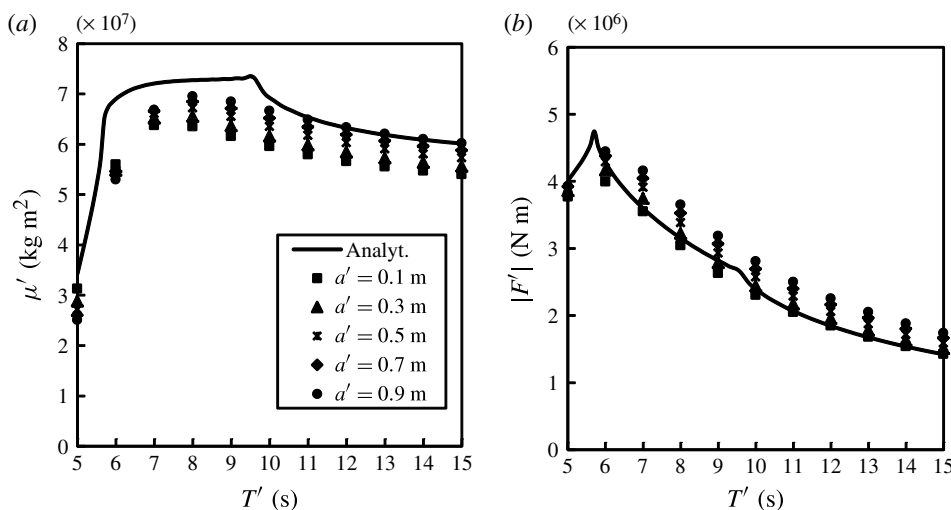 (a) (× 10⁷)
8
7
6
5
4
3
2
1
0
μ′ (kg m²)
Analyt.
a′ = 0.1 m
a′ = 0.3 m
a′ = 0.5 m
a′ = 0.7 m
a′ = 0.9 m
5 6 7 8 9 10 11 12 13 14 15
T′ (s)
(b) (× 10⁶)
6
5
4
3
2
1
0
|F′| (N m)
5 6 7 8 9 10 11 12 13 14 15
T′ (s)